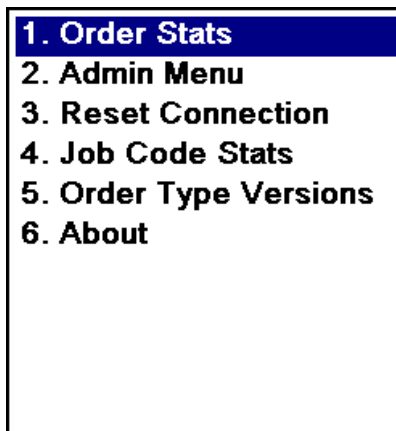 1. Order Stats
2. Admin Menu
3. Reset Connection
4. Job Code Stats
5. Order Type Versions
6. About